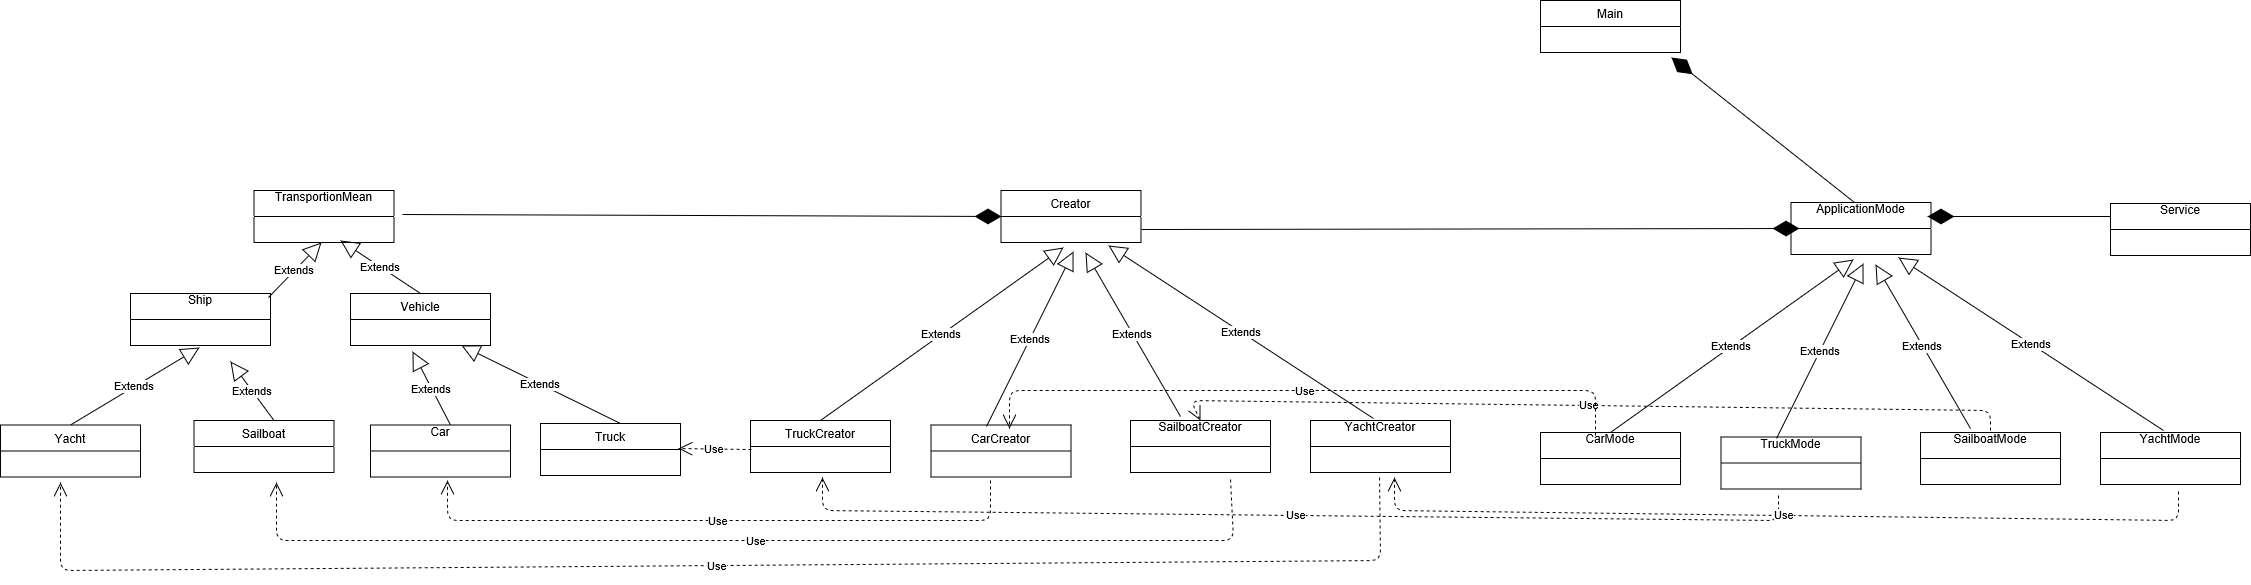 Main
TransportionMean
Creator
ApplicationMode
Service
Extends
Extends
Ship
Vehicle
Extends
Extends
Extends
Extends
Extends
Extends
Extends
Extends
Extends
Extends
Extends
Extends
Use
Use
Yacht
Sailboat
Car
Truck
Use
TruckCreator
CarCreator
SailboatCreator
YachtCreator
CarMode
TruckMode
SailboatMode
YachtMode
Use
Use
Use
Use
Use